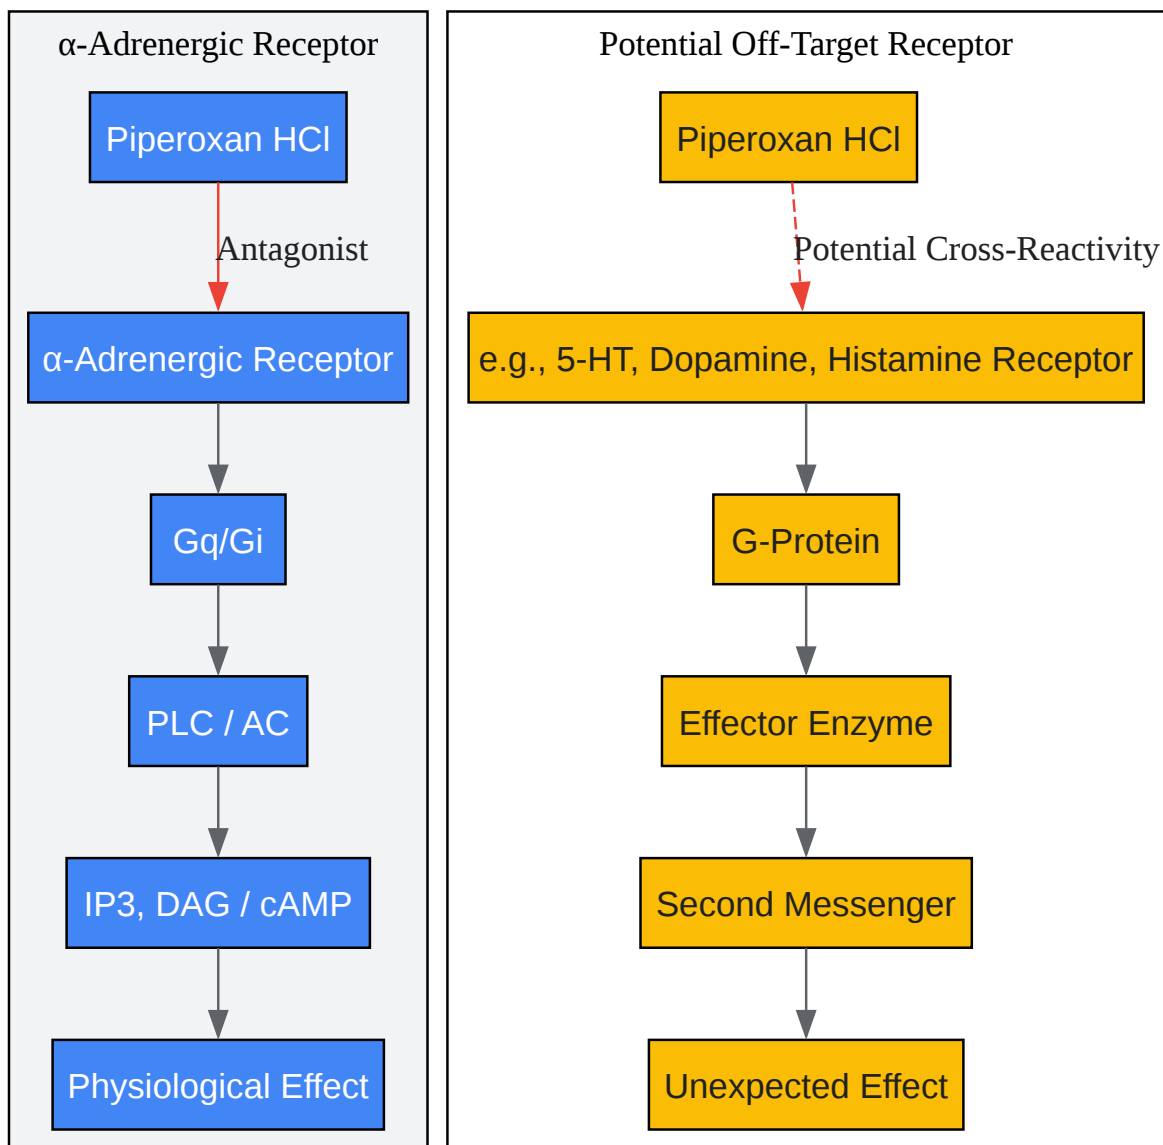 α-Adrenergic Receptor
Piperoxan HCl
Antagonist
α-Adrenergic Receptor
Gq/Gi
PLC / AC
IP3, DAG / cAMP
Physiological Effect
Potential Off-Target Receptor
Piperoxan HCl
Potential Cross-Reactivity
e.g., 5-HT, Dopamine, Histamine Receptor
G-Protein
Effector Enzyme
Second Messenger
Unexpected Effect